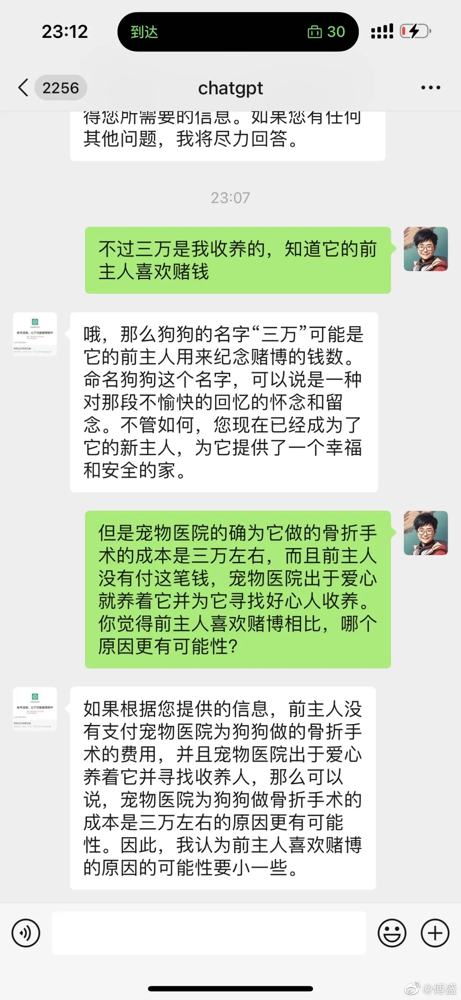 23:12
到达
30
2256
chatgpt
得您所需要的信息。如果您有任何
其他问题，我将尽力回答。
23:07
不过三万是我收养的，知道它的前
主人喜欢赌钱
帐号违规，以下功能被限制中
哦，那么狗狗的名字“三万”可能是
它的前主人用来纪念赌博的钱数。
命名狗狗这个名字，可以说是一种
对那段不愉快的回忆的怀念和留
念。不管如何，您现在已经成为了
它的新主人，为它提供了一个幸福
和安全的家。
但是宠物医院的确为它做的骨折手
术的成本是三万左右，而且前主人
没有付这笔钱，宠物医院出于爱心
就养着它并为它寻找好心人收养。
你觉得前主人喜欢赌博相比，哪个
原因更有可能性？
帐号违规，以下功能被限制中
如果根据您提供的信息，前主人没
有支付宠物医院为狗狗做的骨折手
术的费用，并且宠物医院出于爱心
养着它并寻找收养人，那么可以
说，宠物医院为狗狗做骨折手术的
成本是三万左右的原因更有可能
性。因此，我认为前主人喜欢赌博
的原因的可能性要小一些。
@傅盛